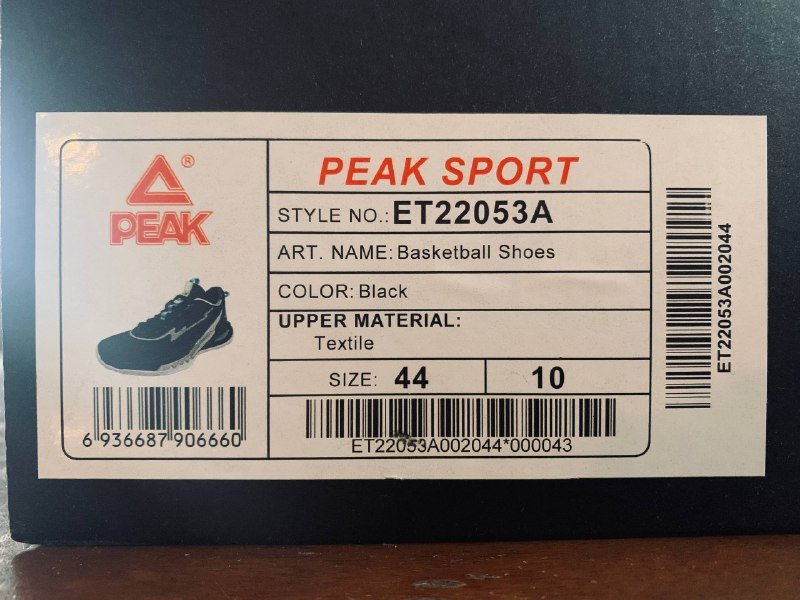 ®
PEAK
6 936687 906660
PEAK SPORT
STYLE NO.: ET22053A
ART. NAME: Basketball Shoes
COLOR: Black
UPPER MATERIAL:
Textile
SIZE: 44 10
ET22053A002044*000043
ET22053A002044